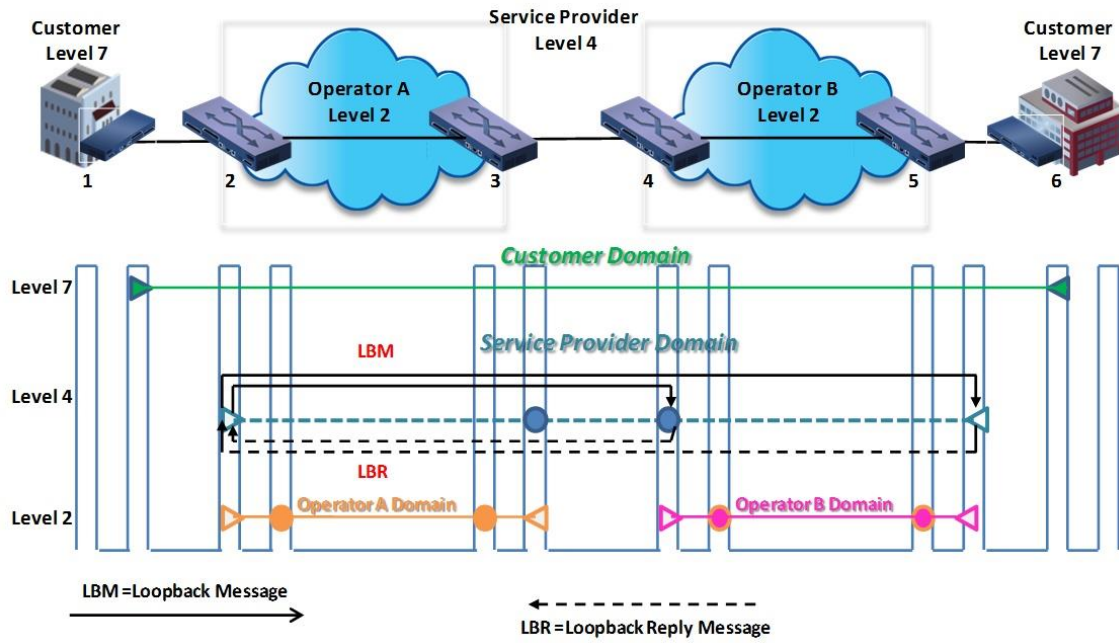 Service Provider
Level 4
Customer
Level 7
Customer
Level 7
Operator A
Level 2
Operator B
Level 2
1
2
3
4
5
6
Customer Domain
Level 7
LBM
Service Provider Domain
Level 4
LBR
Level 2
Operator A Domain
Operator B Domain
LBM =Loopback Message
LBR =Loopback Reply Message